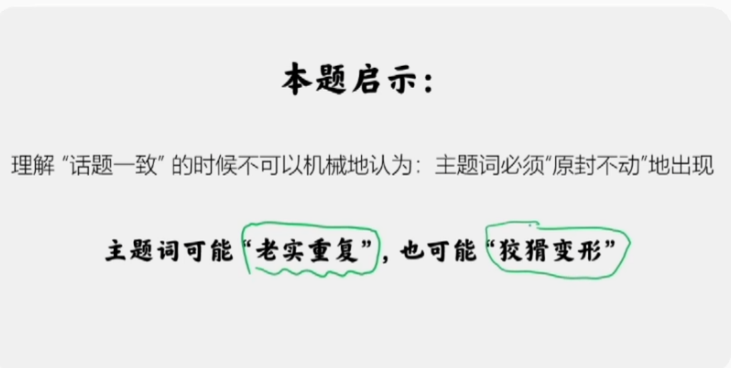 本题启示：
理解“话题一致”的时候不可以机械地认为：主题词必须“原封不动”地出现
主题词可能“老实重复”，也可能“狡猾变形”